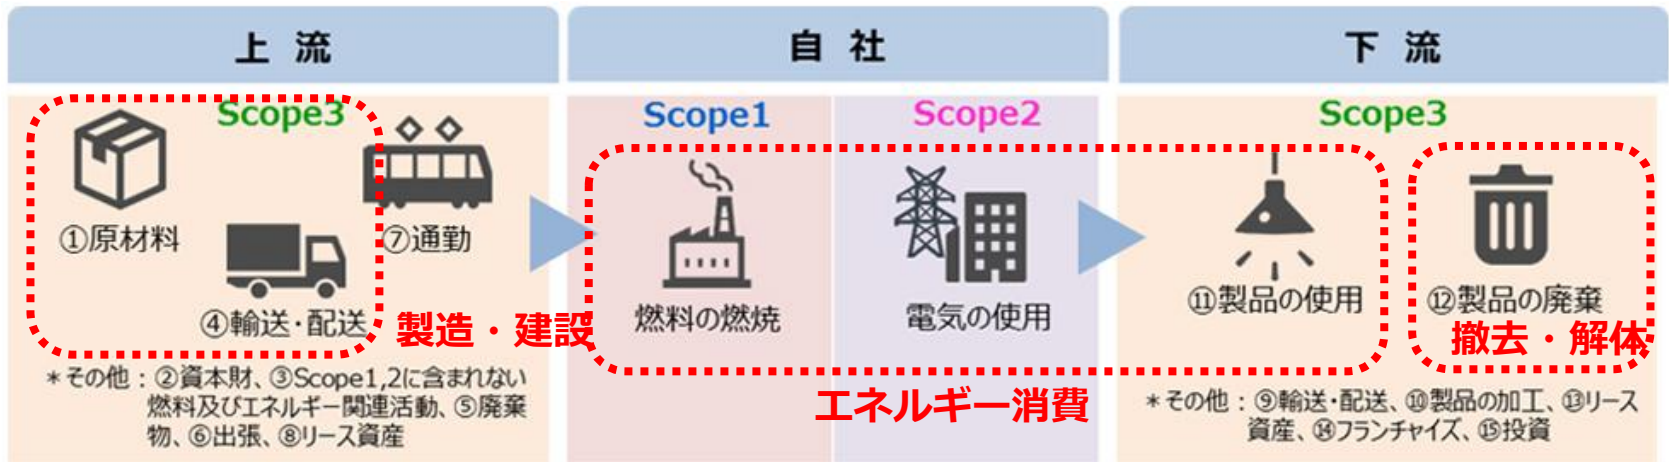 上 流
自 社
下 流
Scope3
①原材料
④輸送・配送
⑦通勤
製造・建設
＊その他：②資本財、③Scope1,2に含まれない
燃料及びエネルギー関連活動、⑤廃棄
物、⑥出張、⑧リース資産
Scope1
燃料の燃焼
Scope2
電気の使用
エネルギー消費
Scope3
⑪製品の使用
⑫製品の廃棄
撤去・解体
＊その他：⑨輸送・配送、⑩製品の加工、⑬リース
資産、⑭フランチャイズ、⑮投資